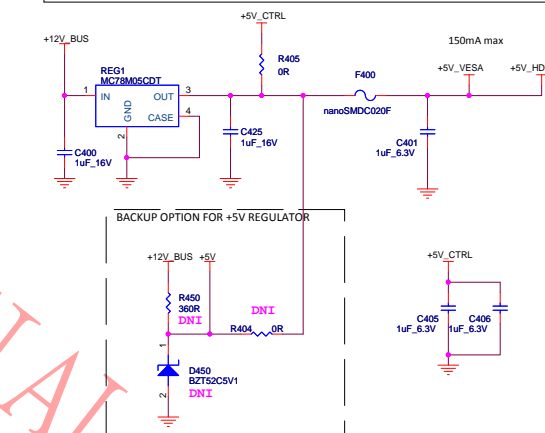 +5V_CTRL
+12V_BUS
150mA max
REG1
MC78M05CDT
R405
0R
F400
+5V_VESA
+5V_HD
1
IN
OUT
3
GND
CASE
4
2
nanoSMDC020F
C400
1uF_16V
C425
1uF_16V
C401
1uF_6.3V
BACKUP OPTION FOR +5V REGULATOR
+12V_BUS
+5V
+5V_CTRL
R450
360R
DNI
DNI
R404
0R
C405
1uF_6.3V
C406
1uF_6.3V
1
D450
BZT52C5V1
2
DNI